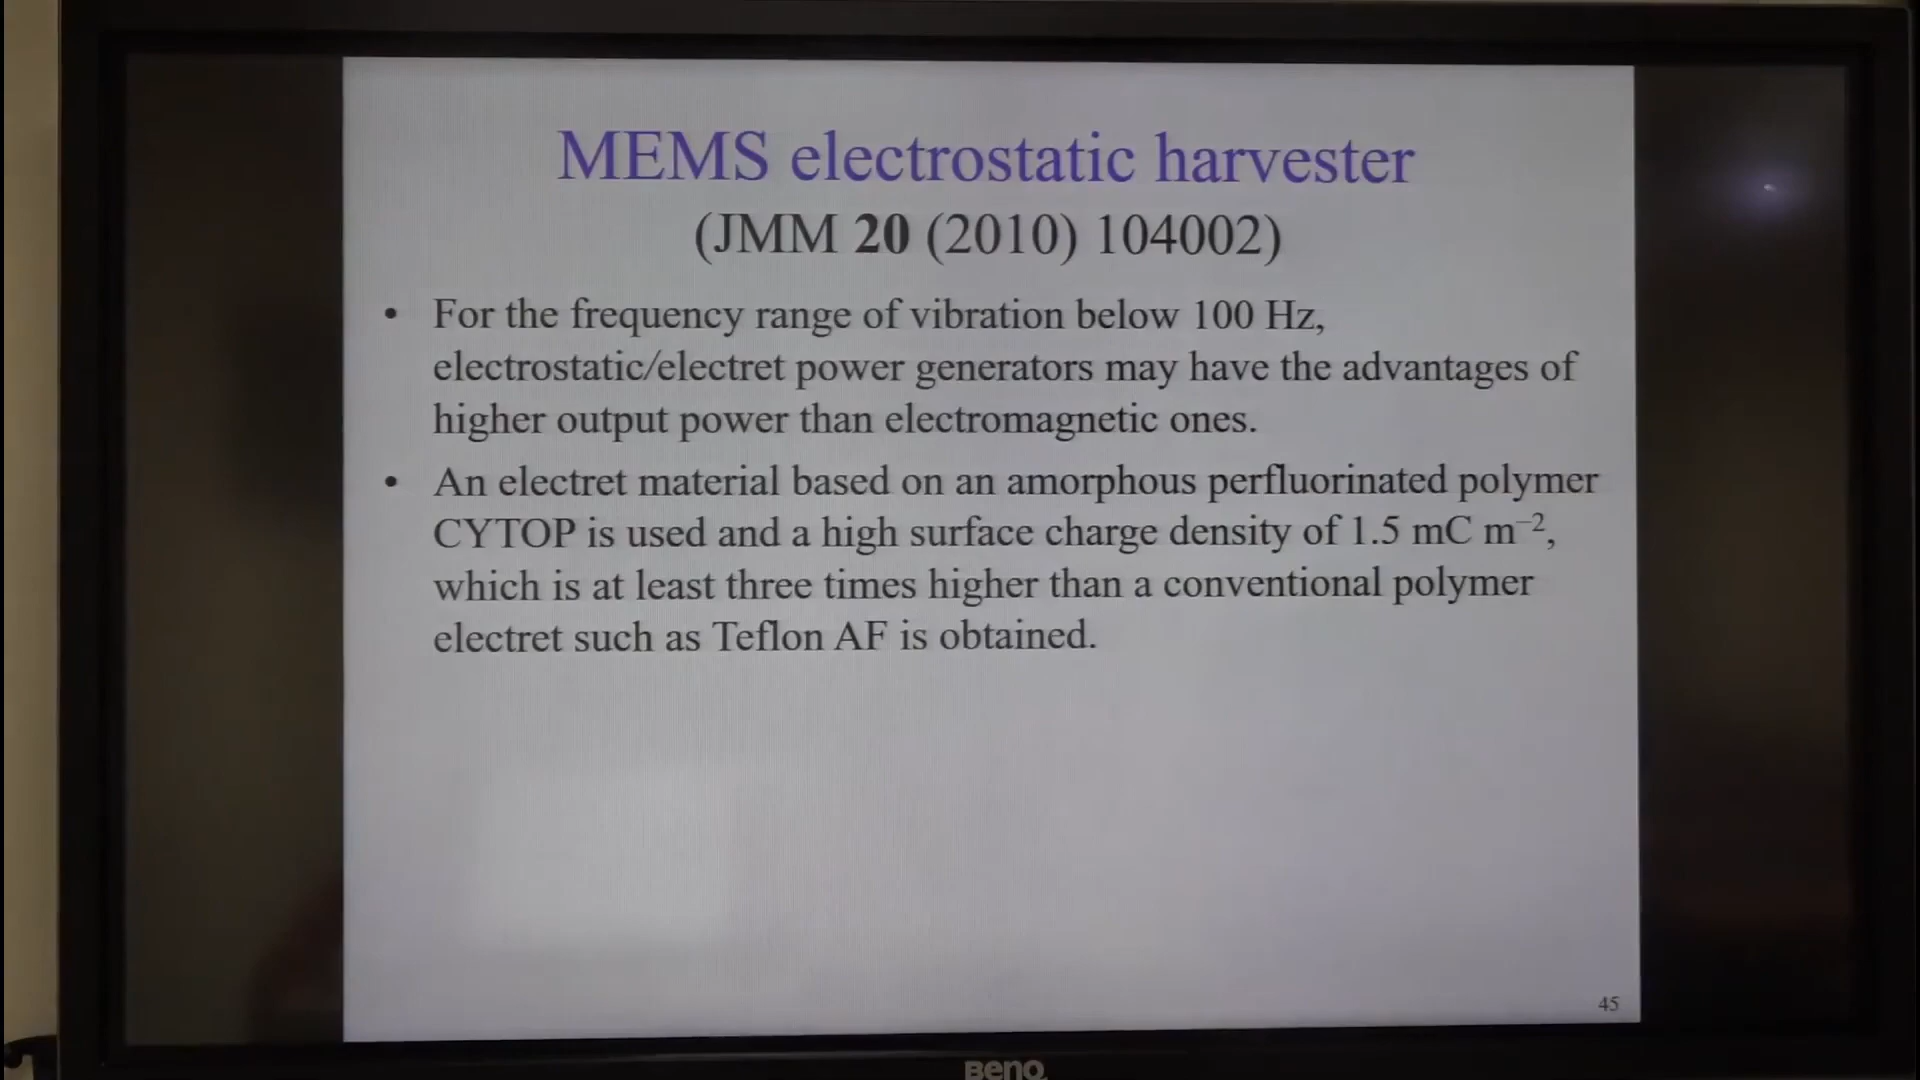 MEMS electrostatic harvester
(JMM 20 (2010) 104002)
• For the frequency range of vibration below 100 Hz,
electrostatic/electret power generators may have the advantages of
higher output power than electromagnetic ones.
• An electret material based on an amorphous perfluorinated polymer
CYTOP is used and a high surface charge density of 1.5 mC m⁻²,
which is at least three times higher than a conventional polymer
electret such as Teflon AF is obtained.
45
BenQ